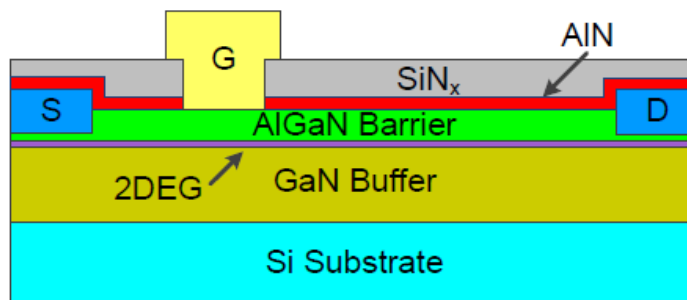 G
AlN
SiNₓ
S
AlGaN Barrier
D
2DEG
GaN Buffer
Si Substrate